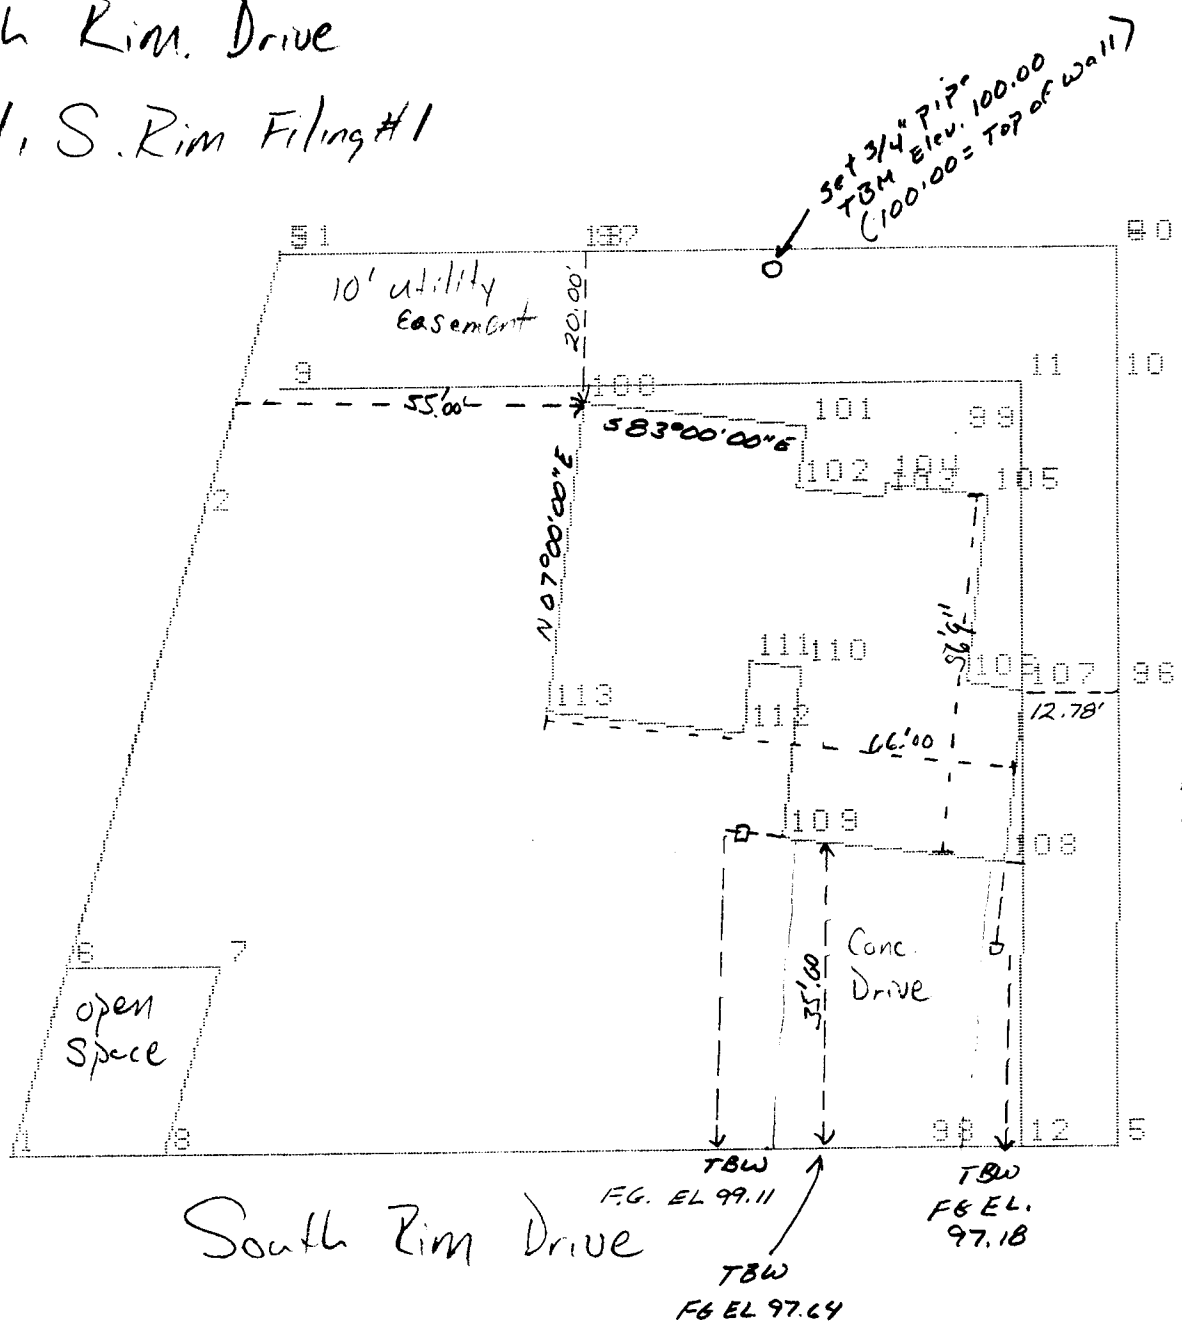 h Rim. Drive
1, S. Rim Filing #1
Set 3/4" pipe
TBM Elev. 100.00
(100.00 = Top of wall)
10' utility
Easement
20.00'
9
11
10
100
55.00'
S83°00'00"E
101
99
102
105
2
N07°00'00"E
56'9"
111
110
107
96
12.78'
113
112
66.00
109
108
6
7
open
Space
35.00
Conc.
Drive
1
8
12
5
TBW
F.G. EL 99.11
TBW
FG EL.
97.18
South Rim Drive
TBW
FG EL 97.64